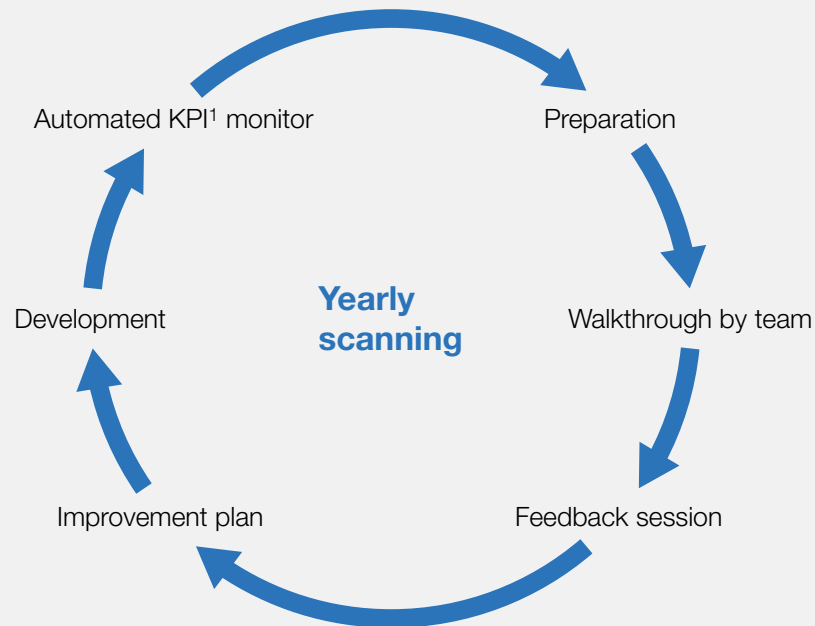 Automated KPI¹ monitor
Preparation
Yearly
scanning
Development
Walkthrough by team
Improvement plan
Feedback session